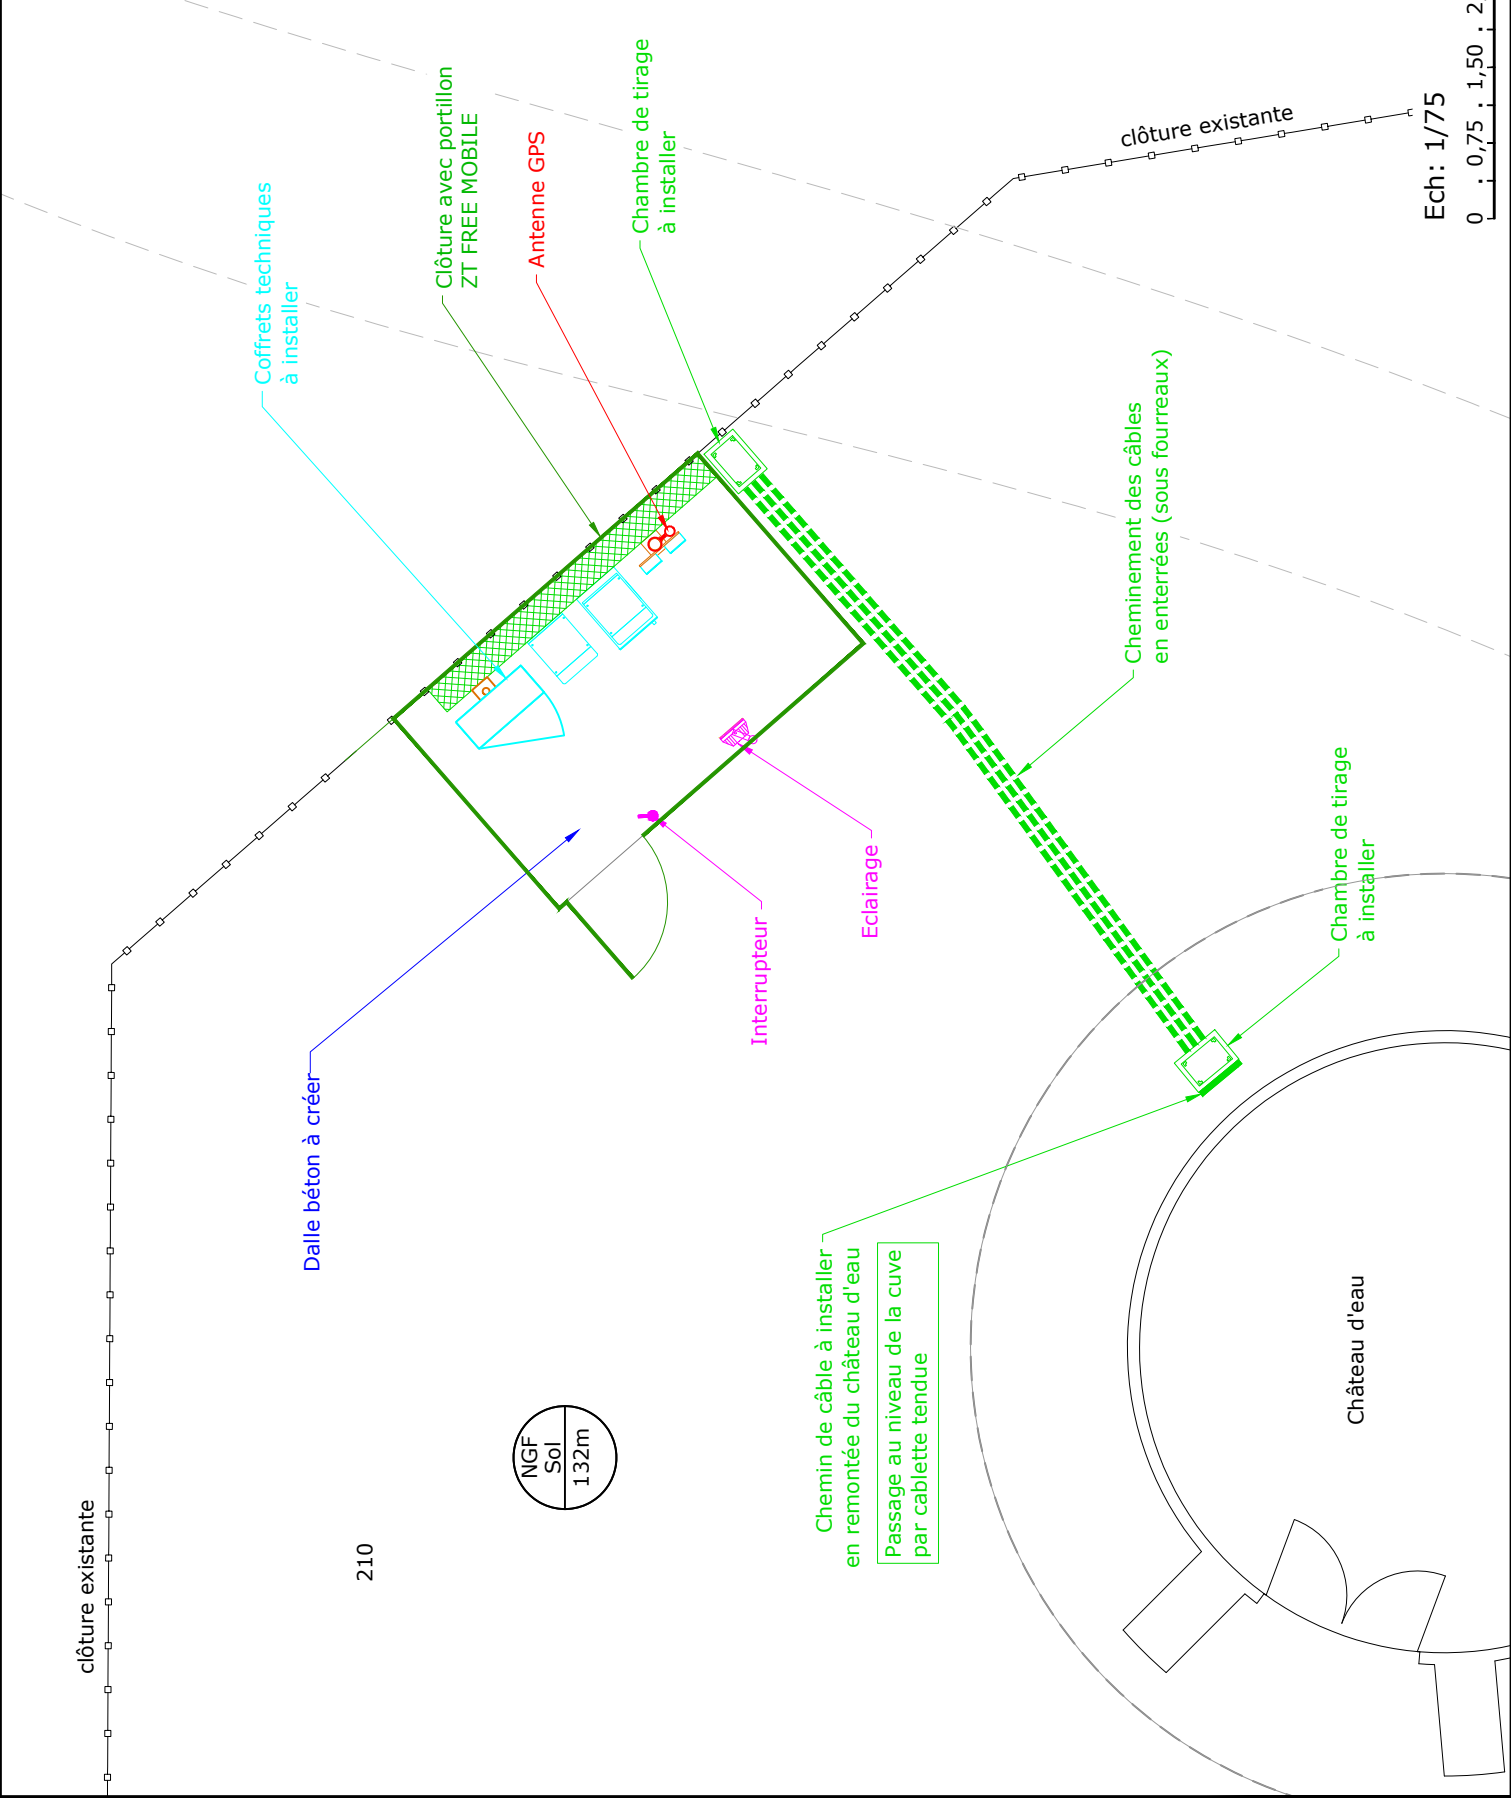 clôture existante
210
NGF
Sol
132m
Dalle béton à créer
Coffrets techniques
à installer
Clôture avec portillon
ZT FREE MOBILE
Antenne GPS
Chambre de tirage
à installer
Interrupteur
Eclairage
Chemin de câble à installer
en remontée du château d'eau
Passage au niveau de la cuve
par cablette tendue
Cheminement des câbles
en enterrées (sous fourreaux)
Chambre de tirage
à installer
Château d'eau
clôture existante
Ech: 1/75
0 . 0,75 . 1,50 . 2,